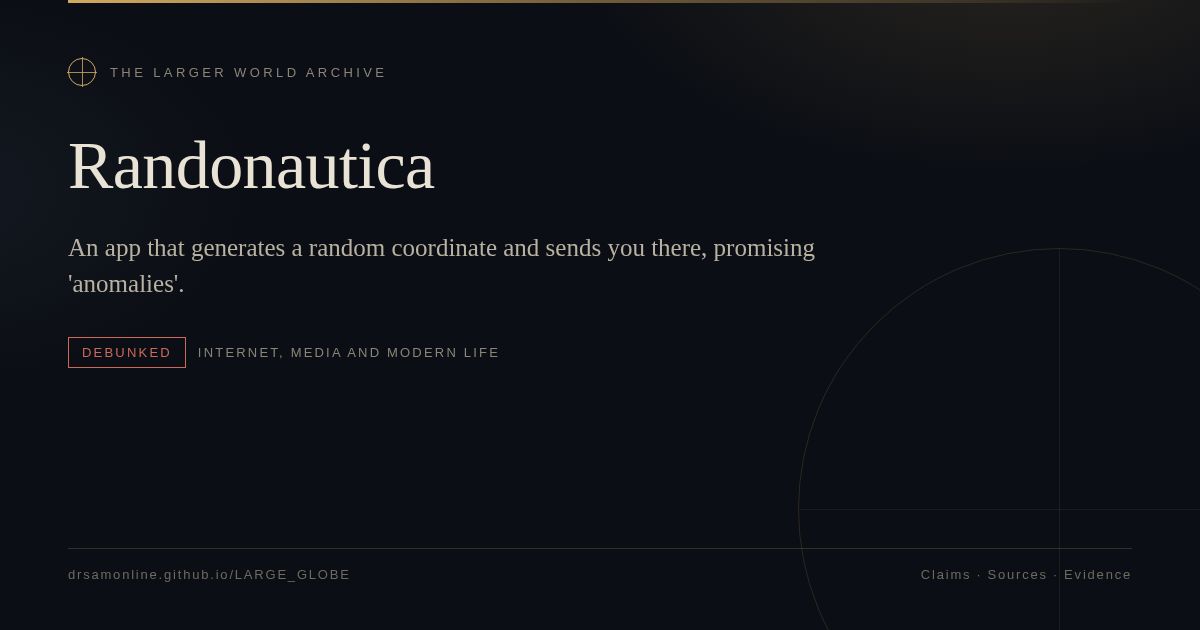 THE LARGER WORLD ARCHIVE
Randonautica
An app that generates a random coordinate and sends you there, promising
'anomalies'.
DEBUNKED INTERNET, MEDIA AND MODERN LIFE
drsamonline.github.io/LARGE_GLOBE Claims · Sources · Evidence